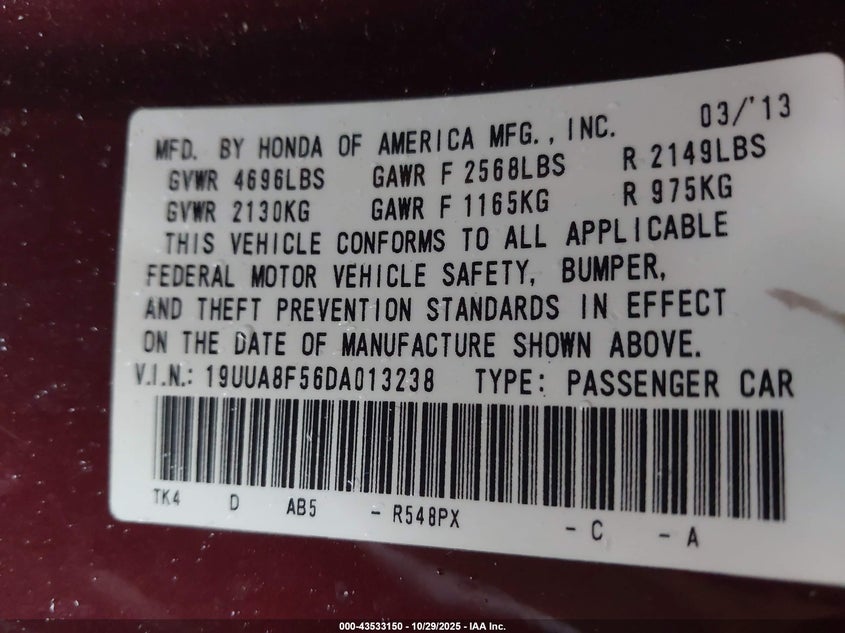 MFD. BY HONDA OF AMERICA MFG., INC. 03/'13
GVWR 4696LBS GAWR F 2568LBS R 2149LBS
GVWR 2130KG GAWR F 1165KG R 975KG
THIS VEHICLE CONFORMS TO ALL APPLICABLE
FEDERAL MOTOR VEHICLE SAFETY, BUMPER,
AND THEFT PREVENTION STANDARDS IN EFFECT
ON THE DATE OF MANUFACTURE SHOWN ABOVE.
V.I.N.: 19UUA8F56DA013238 TYPE: PASSENGER CAR
TK4 D AB5 - R548PX - C - A
000-43533150 • 10/29/2025 • IAA Inc.